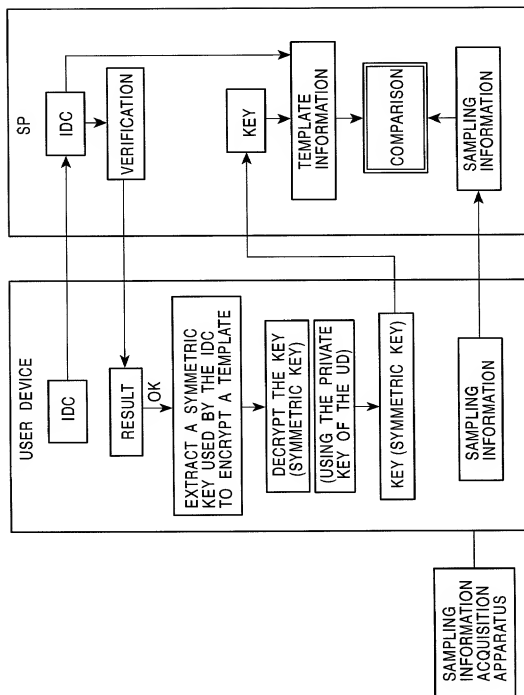 USER DEVICE
IDC
RESULT
OK
EXTRACT A SYMMETRIC
KEY USED BY THE IDC
TO ENCRYPT A TEMPLATE
DECRYPT THE KEY
(SYMMETRIC KEY)
(USING THE PRIVATE
KEY OF THE UD)
KEY (SYMMETRIC KEY)
SAMPLING
INFORMATION
SP
IDC
VERIFICATION
KEY
TEMPLATE
INFORMATION
COMPARISON
SAMPLING
INFORMATION
SAMPLING
INFORMATION
ACQUISITION
APPARATUS